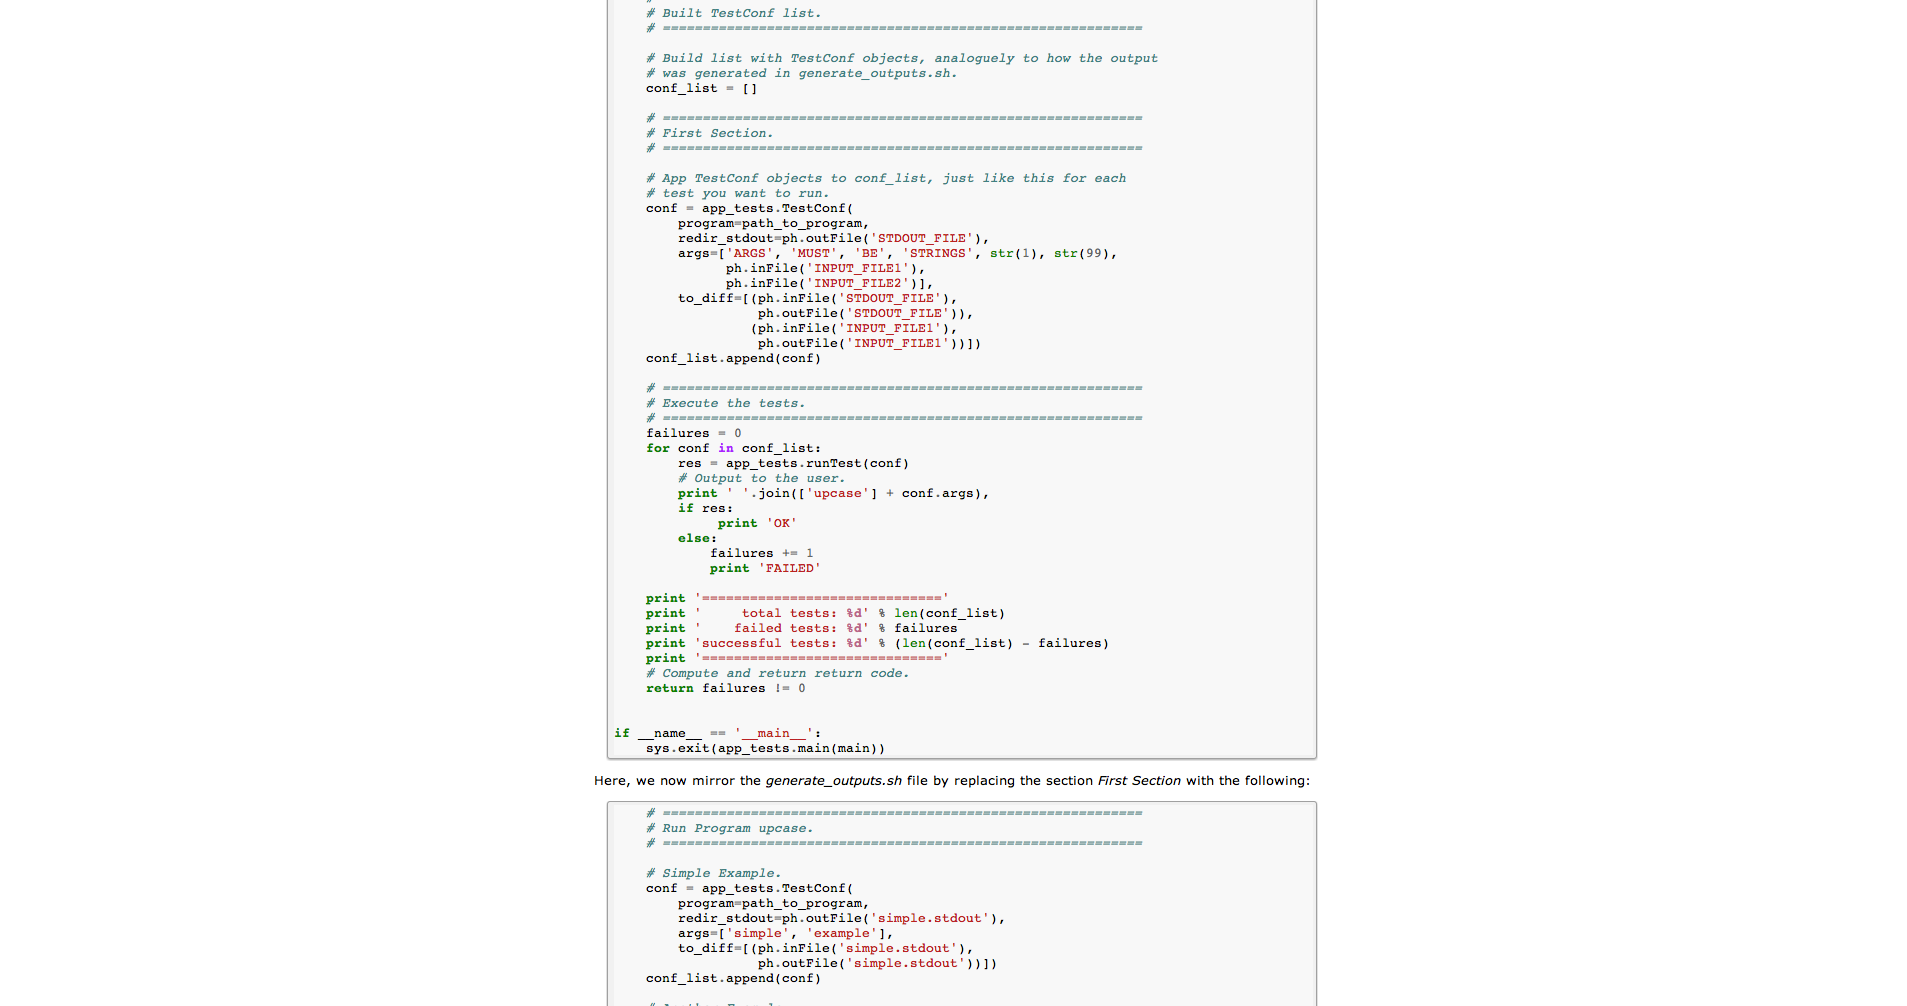 # Built TestConf list.
# ============================================================
# Build list with TestConf objects, analoguely to how the output
# was generated in generate_outputs.sh.
conf_list = []
# ============================================================
# First Section.
# ============================================================
# App TestConf objects to conf_list, just like this for each
# test you want to run.
conf = app_tests.TestConf(
program=path_to_program,
redir_stdout=ph.outFile('STDOUT_FILE'),
args=['ARGS', 'MUST', 'BE', 'STRINGS', str(1), str(99),
ph.inFile('INPUT_FILE1'),
ph.inFile('INPUT_FILE2')],
to_diff=[(ph.inFile('STDOUT_FILE'),
ph.outFile('STDOUT_FILE')),
(ph.inFile('INPUT_FILE1'),
ph.outFile('INPUT_FILE1'))])
conf_list.append(conf)
# ============================================================
# Execute the tests.
# ============================================================
failures = 0
for conf in conf_list:
res = app_tests.runTest(conf)
# Output to the user.
print ' '.join(['upcase'] + conf.args),
if res:
print 'OK'
else:
failures += 1
print 'FAILED'
print '=============================='
print '     total tests: %d' % len(conf_list)
print '    failed tests: %d' % failures
print 'successful tests: %d' % (len(conf_list) - failures)
print '=============================='
# Compute and return return code.
return failures != 0
if __name__ == '__main__':
sys.exit(app_tests.main(main))
Here, we now mirror the generate_outputs.sh file by replacing the section First Section with the following:
# ============================================================
# Run Program upcase.
# ============================================================
# Simple Example.
conf = app_tests.TestConf(
program=path_to_program,
redir_stdout=ph.outFile('simple.stdout'),
args=['simple', 'example'],
to_diff=[(ph.inFile('simple.stdout'),
ph.outFile('simple.stdout'))])
conf_list.append(conf)